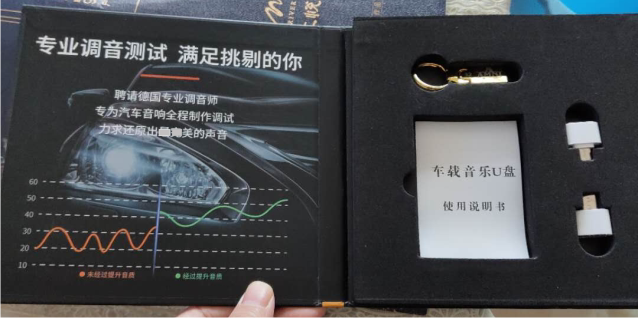 专业调音测试 满足挑剔的你
聘请德国专业调音师
专为汽车音响全程制作调试
力求还原出最完美的声音
60
50
40
30
20
10
未经过提升音质
经过提升音质
车载音乐U盘
使用说明书